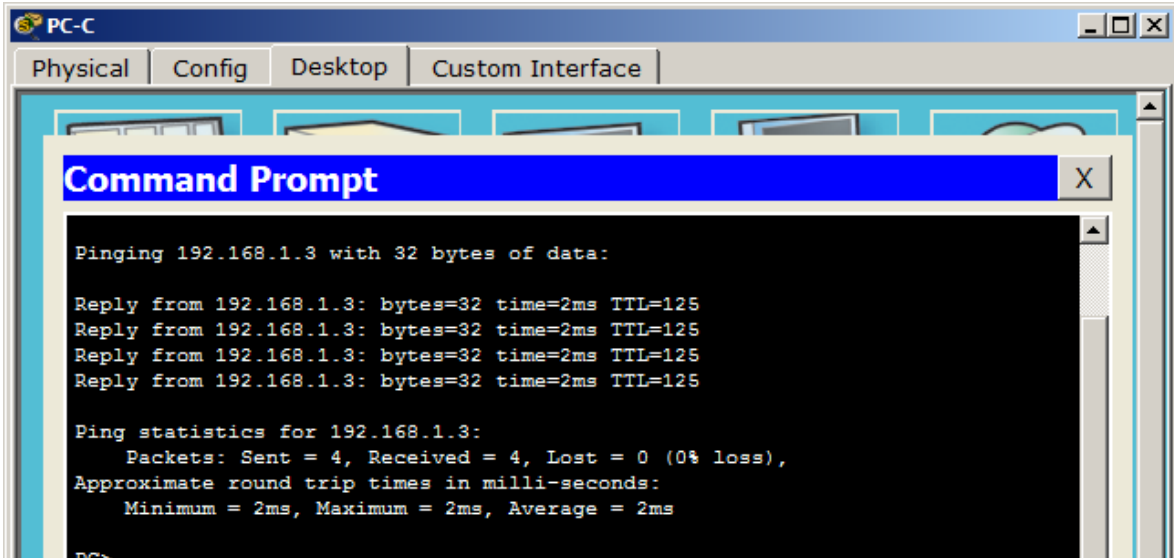 PC-C
Physical Config Desktop Custom Interface
Command Prompt
X
Pinging 192.168.1.3 with 32 bytes of data:
Reply from 192.168.1.3: bytes=32 time=2ms TTL=125
Reply from 192.168.1.3: bytes=32 time=2ms TTL=125
Reply from 192.168.1.3: bytes=32 time=2ms TTL=125
Reply from 192.168.1.3: bytes=32 time=2ms TTL=125
Ping statistics for 192.168.1.3:
Packets: Sent = 4, Received = 4, Lost = 0 (0% loss),
Approximate round trip times in milli-seconds:
Minimum = 2ms, Maximum = 2ms, Average = 2ms
PC>